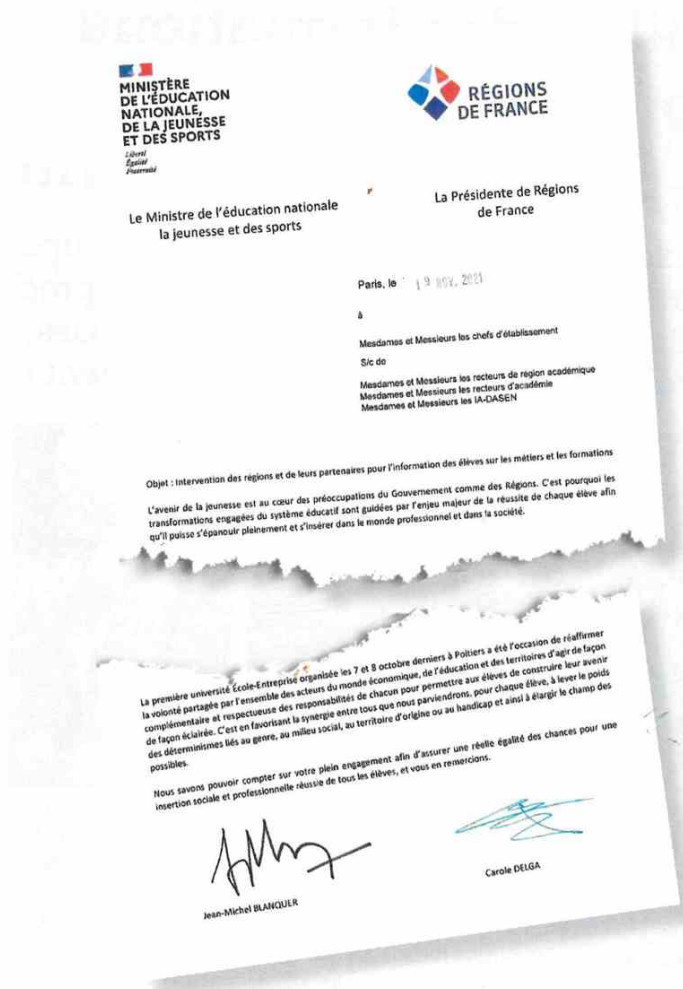 MINISTÈRE
DE L'ÉDUCATION
NATIONALE,
DE LA JEUNESSE
ET DES SPORTS
Liberté
Égalité
Fraternité
RÉGIONS
DE FRANCE
Le Ministre de l'éducation nationale
la jeunesse et des sports
La Présidente de Régions
de France
Paris, le 19 NOV. 2021
à
Mesdames et Messieurs les chefs d'établissement
S/c de
Mesdames et Messieurs les recteurs de région académique
Mesdames et Messieurs les recteurs d'académie
Mesdames et Messieurs les IA-DASEN
Objet : Intervention des régions et de leurs partenaires pour l'information des élèves sur les métiers et les formations
L'avenir de la jeunesse est au cœur des préoccupations du Gouvernement comme des Régions. C'est pourquoi les
transformations engagées du système éducatif sont guidées par l'enjeu majeur de la réussite de chaque élève afin
qu'il puisse s'épanouir pleinement et s'insérer dans le monde professionnel et dans la société.
La première université École-Entreprise organisée les 7 et 8 octobre derniers à Poitiers a été l'occasion de réaffirmer
la volonté partagée par l'ensemble des acteurs du monde économique, de l'éducation et des territoires d'agir de façon
complémentaire et respectueuse des responsabilités de chacun pour permettre aux élèves de construire leur avenir
de façon éclairée. C'est en favorisant la synergie entre tous que nous parviendrons, pour chaque élève, à lever le poids
des déterminismes liés au genre, au milieu social, au territoire d'origine ou au handicap et ainsi à élargir le champ des
possibles.
Nous savons pouvoir compter sur votre plein engagement afin d'assurer une réelle égalité des chances pour une
insertion sociale et professionnelle réussie de tous les élèves, et vous en remercions.
Jean-Michel BLANQUER
Carole DELGA